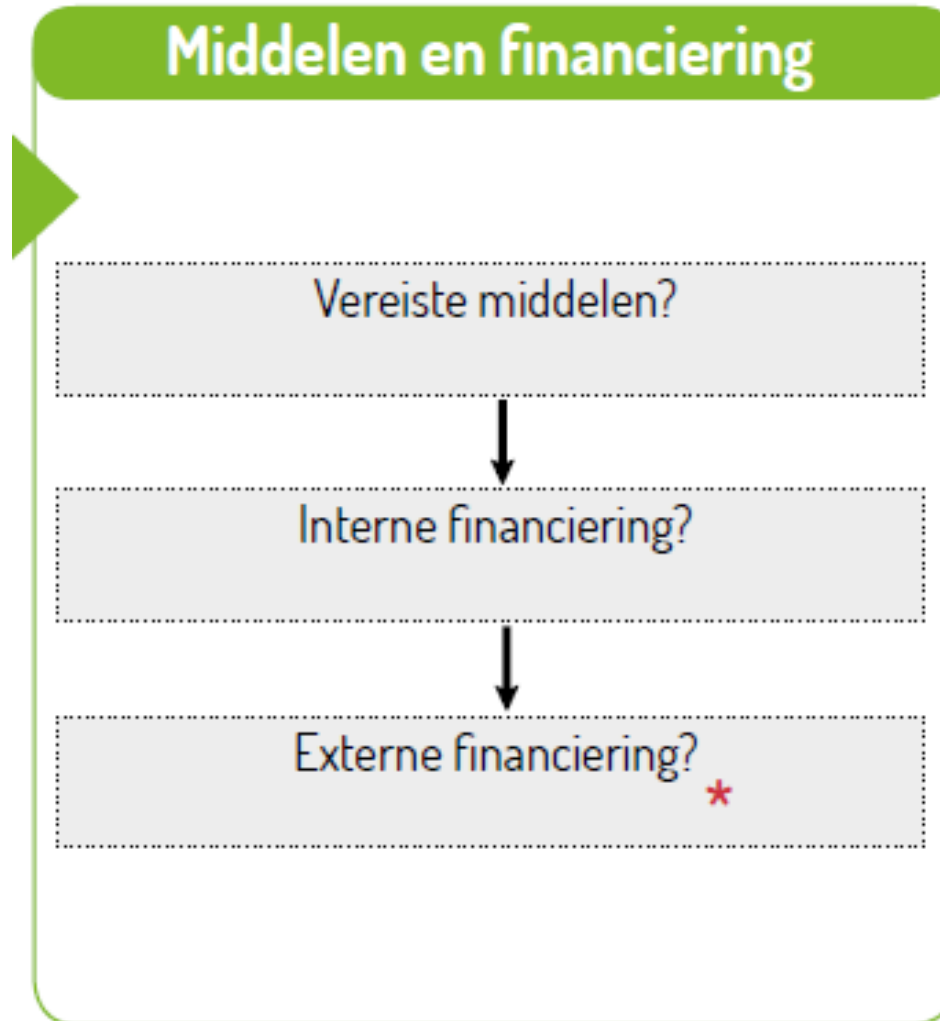 Middelen en financiering
Vereiste middelen?
Interne financiering?
Externe financiering?
*